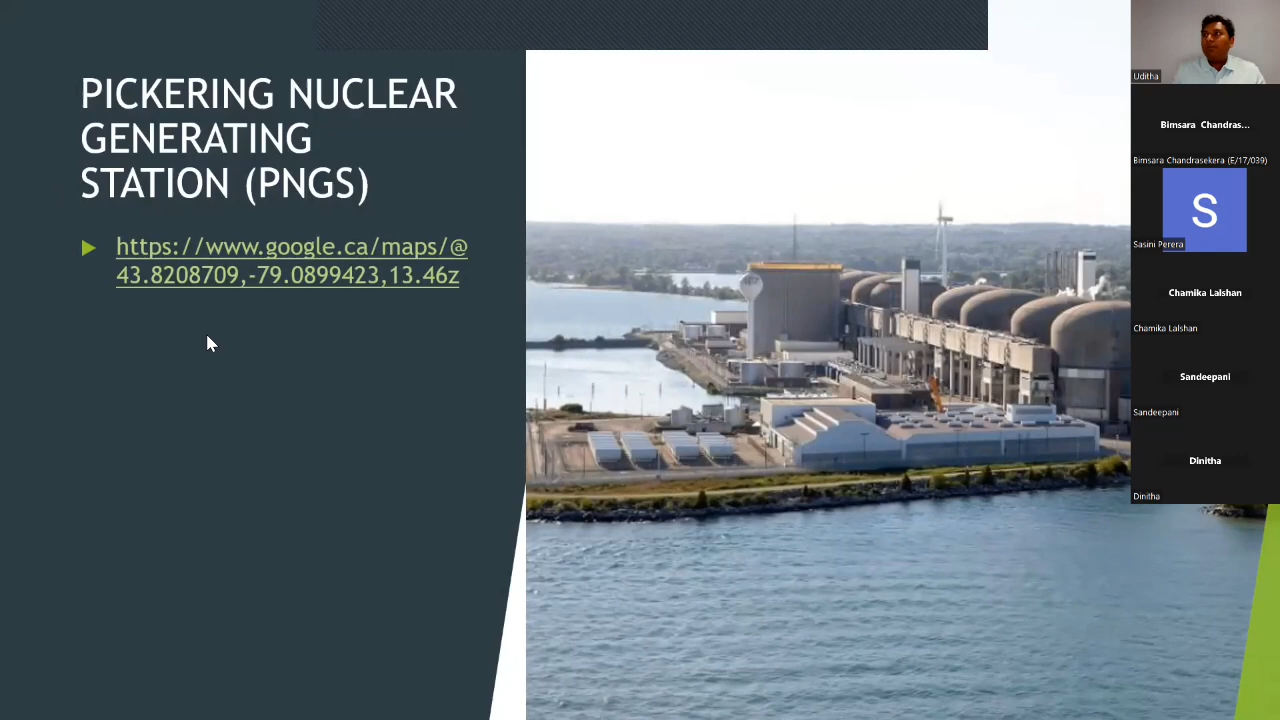 PICKERING NUCLEAR
GENERATING
STATION (PNGS)
https://www.google.ca/maps/@
43.8208709,-79.0899423,13.46z
Uditha
Bimsara Chandras...
Bimsara Chandrasekera (E/17/039)
S
Sasini Perera
Chamika Lalshan
Chamika Lalshan
Sandeepani
Sandeepani
Dinitha
Dinitha